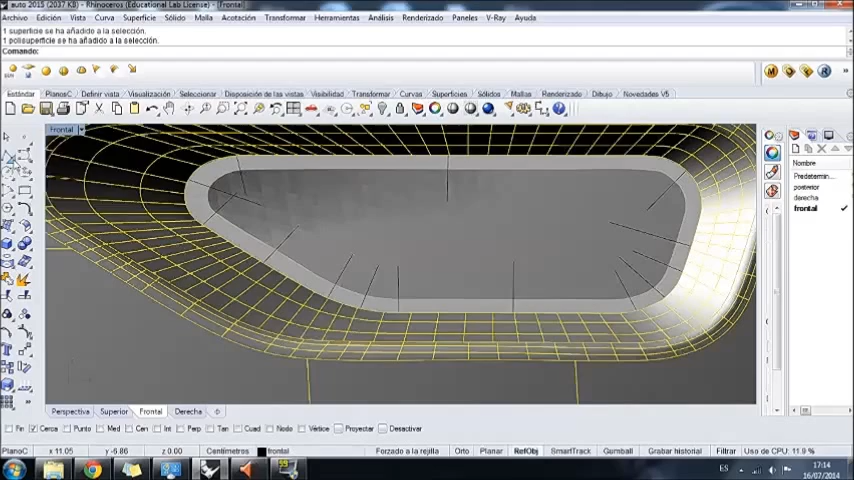 auto 2015 (2037 KB) - Rhinoceros (Educational Lab License) - [Frontal]
Archivo Edición Vista Curva Superficie Sólido Malla Acotación Transformar Herramientas Análisis Renderizado Paneles V-Ray Ayuda
1 superficie se ha añadido a la selección.
1 polisuperficie se ha añadido a la selección.
Comando:
Estándar PlanosC Definir vista Visualización Seleccionar Disposición de las vistas Visibilidad Transformar Curvas Superficies Sólidos Mallas Renderizado Dibujo Novedades V5
Frontal
Nombre
Predetermin...
posterior
derecha
frontal
Perspectiva Superior Frontal Derecha
Fin Cerca Punto Med Cen Int Perp Tan Cuad Nodo Vértice Proyectar Desactivar
PlanoC x 11.05 y -6.86 z 0.00 Centímetros frontal Forzado a la rejilla Orto Planar RefObj SmartTrack Gumball Grabar historial Filtrar Uso de CPU: 11.9 %
ES 17:14
16/07/2014